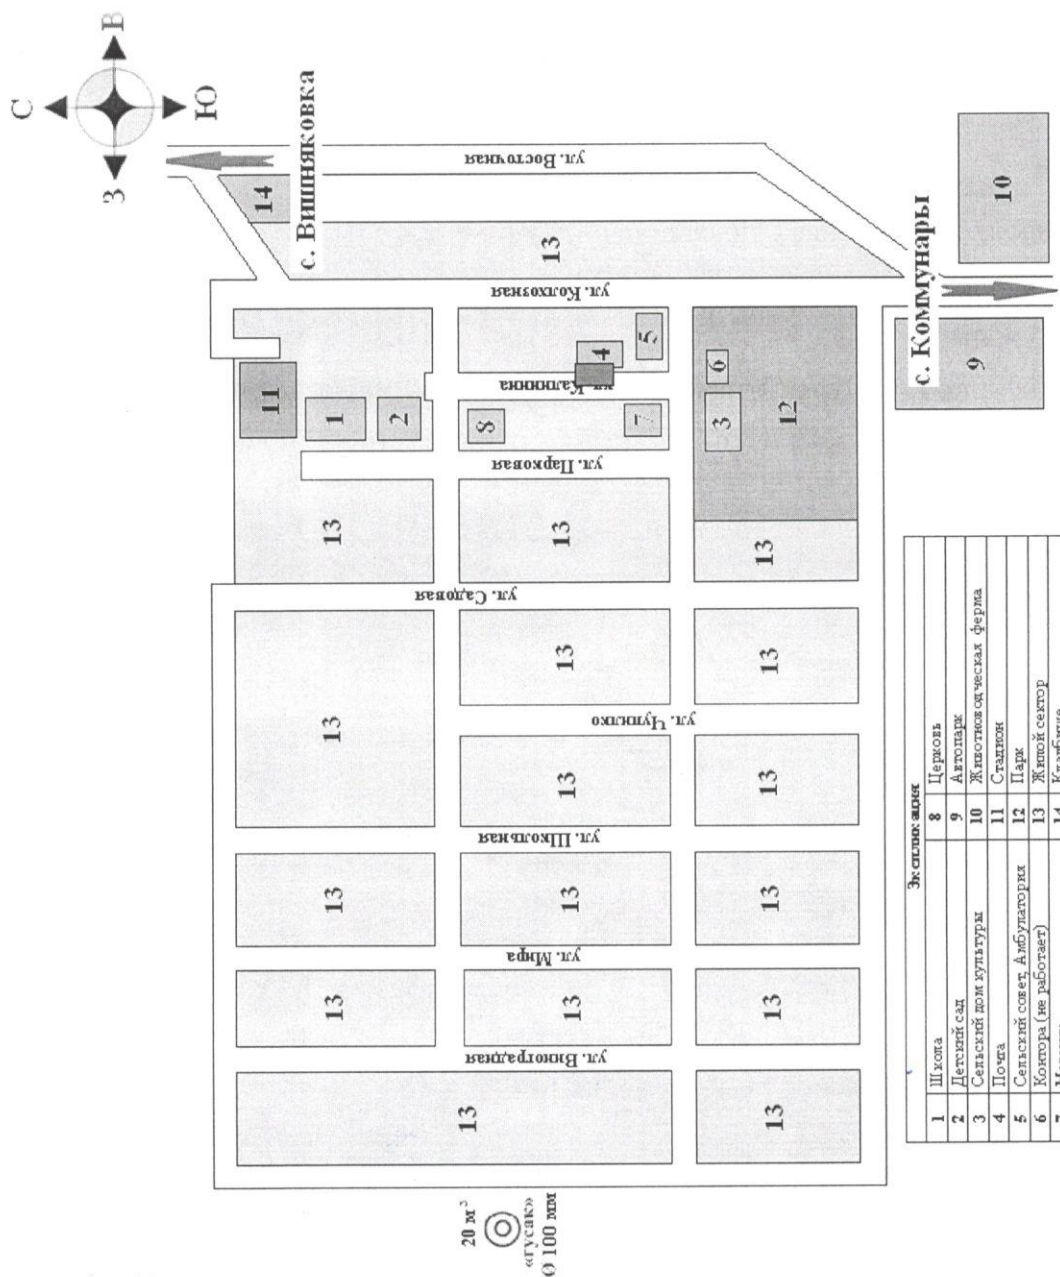 С
З
В
Ю
14
с. Вишняковка
ул. Восточная
13
ул. Колхозная
11
1
2
4
5
ул. Калинина
8
7
6
3
12
ул. Парковая
13
13
13
ул. Садовая
13
13
13
ул. Чупилко
13
13
ул. Школьная
13
13
13
ул. Мира
13
13
13
ул. Виноградная
13
13
20 м³
«гусак»
Ø 100 мм
с. Коммунары
9
10
Экспликация
1 Школа 8 Церковь
2 Детский сад 9 Автопарк
3 Сельский дом культуры 10 Животноводческая ферма
4 Почта 11 Стадион
5 Сельский совет, Амбулатория 12 Парк
6 Контора (не работает) 13 Жилой сектор
7 14